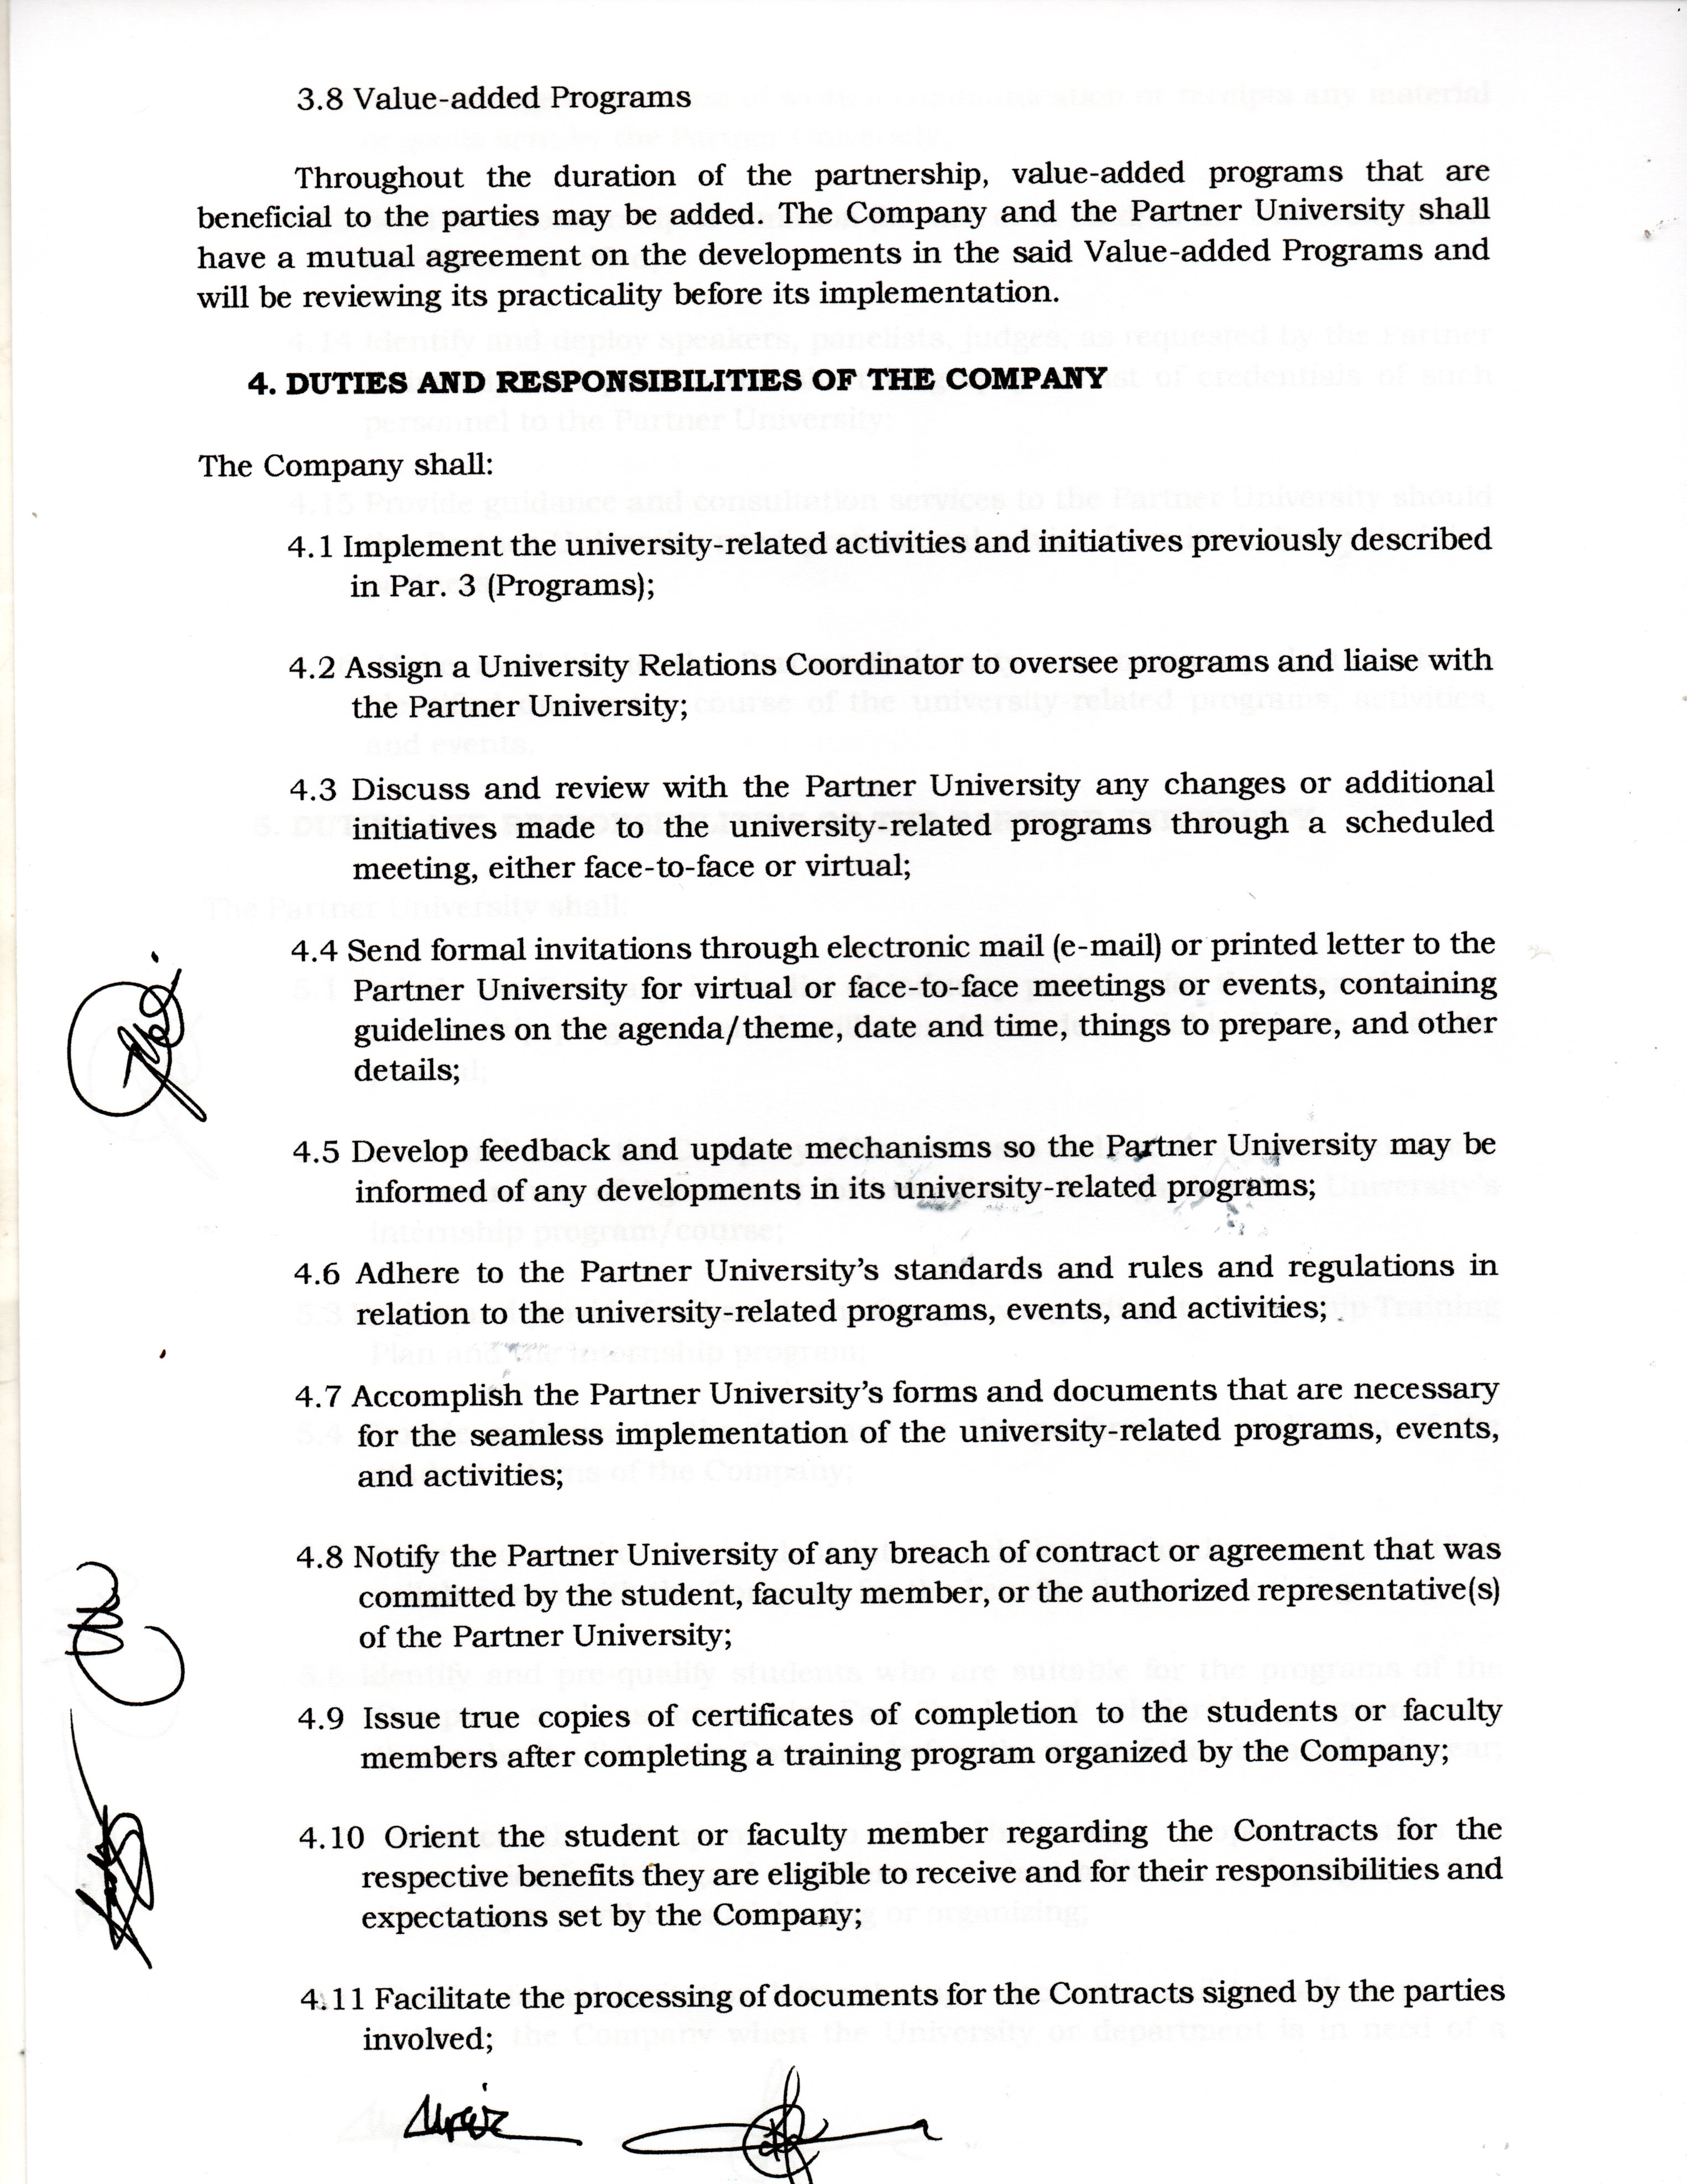 3.8 Value-added Programs
Throughout the duration of the partnership, value-added programs that are
beneficial to the parties may be added. The Company and the Partner University shall
have a mutual agreement on the developments in the said Value-added Programs and
will be reviewing its practicality before its implementation.
4. DUTIES AND RESPONSIBILITIES OF THE COMPANY
The Company shall:
4.1 Implement the university-related activities and initiatives previously described
in Par. 3 (Programs);
4.2 Assign a University Relations Coordinator to oversee programs and liaise with
the Partner University;
4.3 Discuss and review with the Partner University any changes or additional
initiatives made to the university-related programs through a scheduled
meeting, either face-to-face or virtual;
4.4 Send formal invitations through electronic mail (e-mail) or printed letter to the
Partner University for virtual or face-to-face meetings or events, containing
guidelines on the agenda/theme, date and time, things to prepare, and other
details;
4.5 Develop feedback and update mechanisms so the Partner University may be
informed of any developments in its university-related programs;
4.6 Adhere to the Partner University's standards and rules and regulations in
relation to the university-related programs, events, and activities;
4.7 Accomplish the Partner University's forms and documents that are necessary
for the seamless implementation of the university-related programs, events,
and activities;
4.8 Notify the Partner University of any breach of contract or agreement that was
committed by the student, faculty member, or the authorized representative(s)
of the Partner University;
4.9 Issue true copies of certificates of completion to the students or faculty
members after completing a training program organized by the Company;
4.10 Orient the student or faculty member regarding the Contracts for the
respective benefits they are eligible to receive and for their responsibilities and
expectations set by the Company;
4.11 Facilitate the processing of documents for the Contracts signed by the parties
involved;